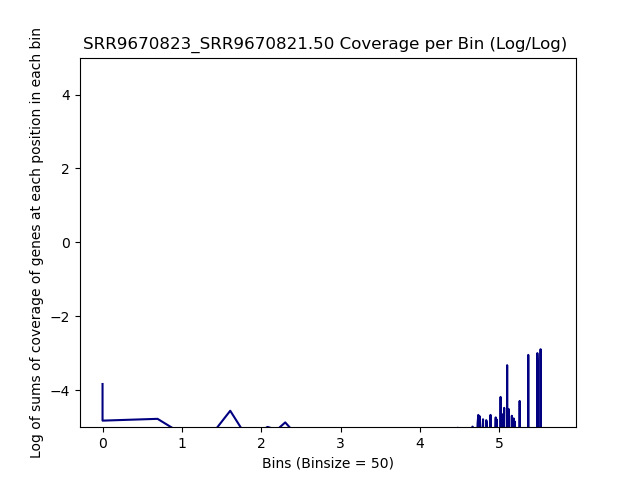 SRR9670823_SRR9670821.50 Coverage per Bin (Log/Log)
Log of sums of coverage of genes at each position in each bin
4
2
0
−2
−4
0 1 2 3 4 5
Bins (Binsize = 50)